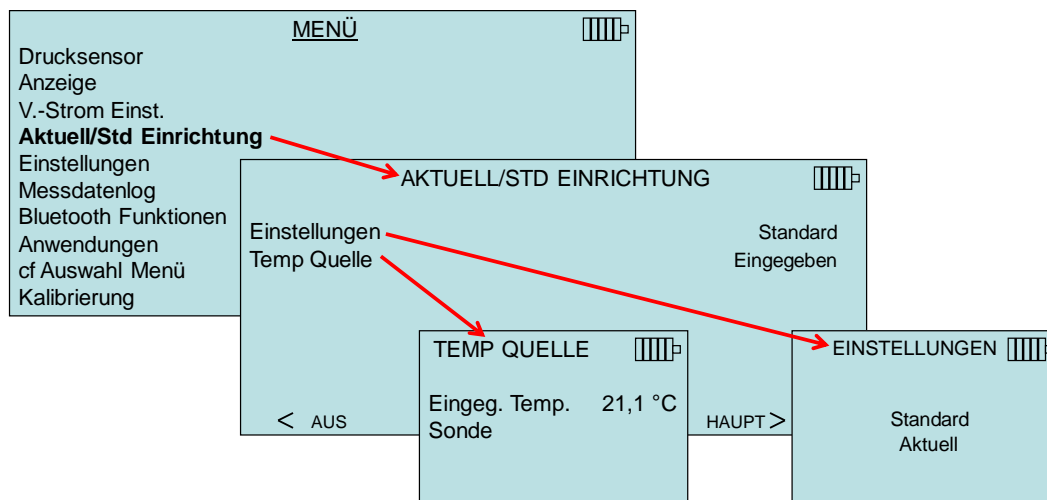 MENÜ
Drucksensor
Anzeige
V.-Strom Einst.
Aktuell/Std Einrichtung
Einstellungen
Messdatenlog
Bluetooth Funktionen
Anwendungen
cf Auswahl Menü
Kalibrierung
AKTUELL/STD EINRICHTUNG
Einstellungen Standard
Temp Quelle Eingegeben
< AUS HAUPT >
TEMP QUELLE
Eingeg. Temp. 21,1 °C
Sonde
EINSTELLUNGEN
Standard
Aktuell